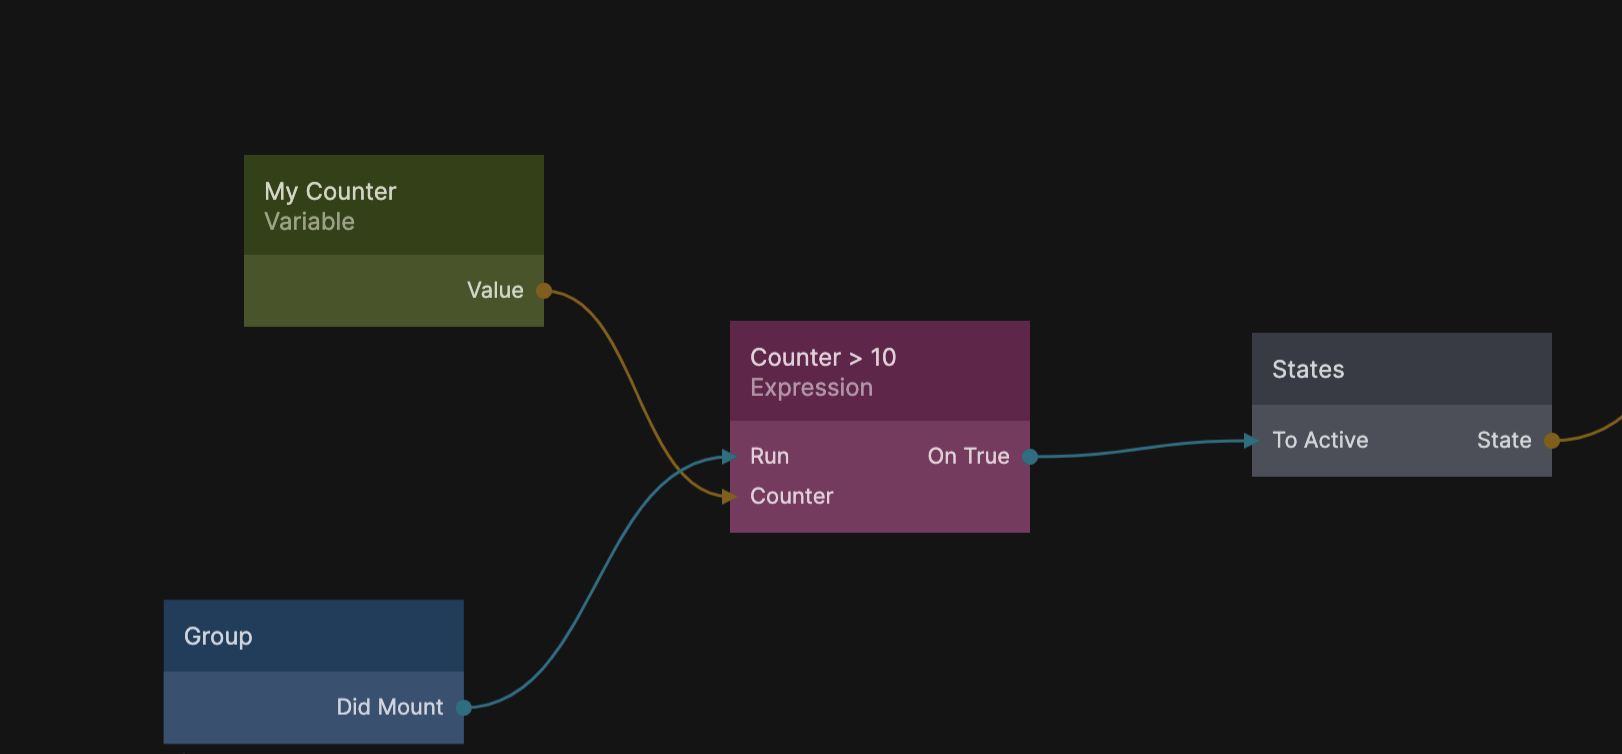 My Counter
Variable
Value
Counter > 10
Expression
Run
On True
Counter
States
To Active
State
Group
Did Mount